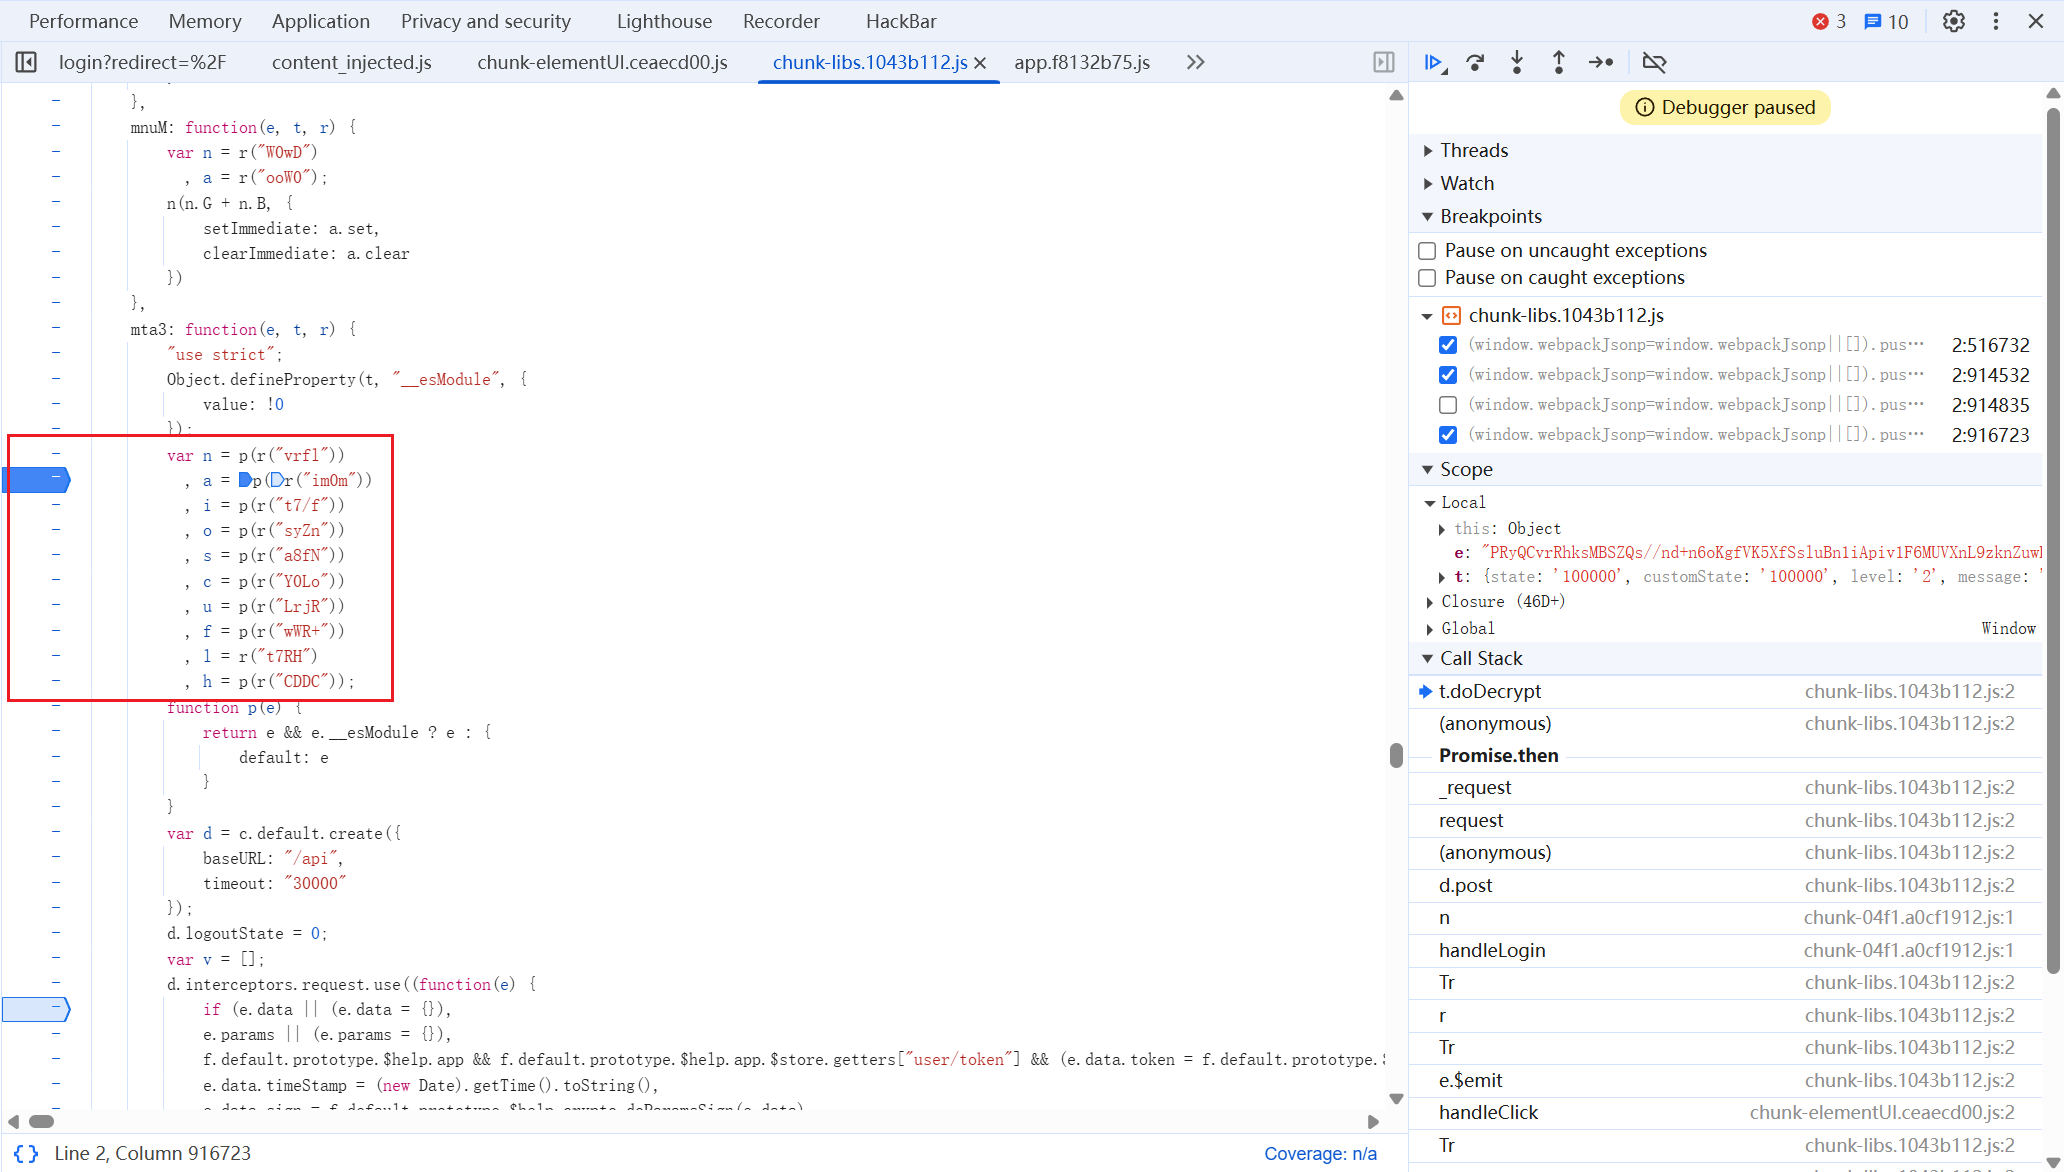 Performance Memory Application Privacy and security Lighthouse Recorder HackBar 3 10
login?redirect=%2F content_injected.js chunk-elementUI.ceaecd00.js chunk-libs.1043b112.js app.f8132b75.js
},
mnuM: function(e, t, r) {
var n = r("W0wD")
, a = r("ooW0");
n(n.G + n.B, {
setImmediate: a.set,
clearImmediate: a.clear
})
},
mta3: function(e, t, r) {
"use strict";
Object.defineProperty(t, "__esModule", {
value: !0
});
var n = p(r("vrfl"))
, a = p(r("im0m"))
, i = p(r("t7/f"))
, o = p(r("syZn"))
, s = p(r("a8fN"))
, c = p(r("Y0Lo"))
, u = p(r("LrjR"))
, f = p(r("wWR+"))
, l = r("t7RH")
, h = p(r("CDDC"));
function p(e) {
return e && e.__esModule ? e : {
default: e
}
}
var d = c.default.create({
baseURL: "/api",
timeout: "30000"
});
d.logoutState = 0;
var v = [];
d.interceptors.request.use((function(e) {
if (e.data || (e.data = {}),
e.params || (e.params = {}),
f.default.prototype.$help.app && f.default.prototype.$help.app.$store.getters["user/token"] && (e.data.token = f.default.prototype.$
e.data.timeStamp = (new Date).getTime().toString(),
e.data.sign = f.default.prototype.$help.crypto.doParamsSign(e.data)
{} Line 2, Column 916723 Coverage: n/a
Debugger paused
Threads
Watch
Breakpoints
Pause on uncaught exceptions
Pause on caught exceptions
chunk-libs.1043b112.js
(window.webpackJsonp=window.webpackJsonp||[]).pus… 2:516732
(window.webpackJsonp=window.webpackJsonp||[]).pus… 2:914532
(window.webpackJsonp=window.webpackJsonp||[]).pus… 2:914835
(window.webpackJsonp=window.webpackJsonp||[]).pus… 2:916723
Scope
Local
this: Object
e: "PRyQCvrRhksMBSZQs//nd+n6oKgfVK5XfSsluBn1iApiv1F6MUVXnL9zknZuw
t: {state: '100000', customState: '100000', level: '2', message: '
Closure (46D+)
Global Window
Call Stack
t.doDecrypt chunk-libs.1043b112.js:2
(anonymous) chunk-libs.1043b112.js:2
Promise.then
_request chunk-libs.1043b112.js:2
request chunk-libs.1043b112.js:2
(anonymous) chunk-libs.1043b112.js:2
d.post chunk-libs.1043b112.js:2
n chunk-04f1.a0cf1912.js:1
handleLogin chunk-04f1.a0cf1912.js:1
Tr chunk-libs.1043b112.js:2
r chunk-libs.1043b112.js:2
Tr chunk-libs.1043b112.js:2
e.$emit chunk-libs.1043b112.js:2
handleClick chunk-elementUI.ceaecd00.js:2
Tr chunk-libs.1043b112.js:2